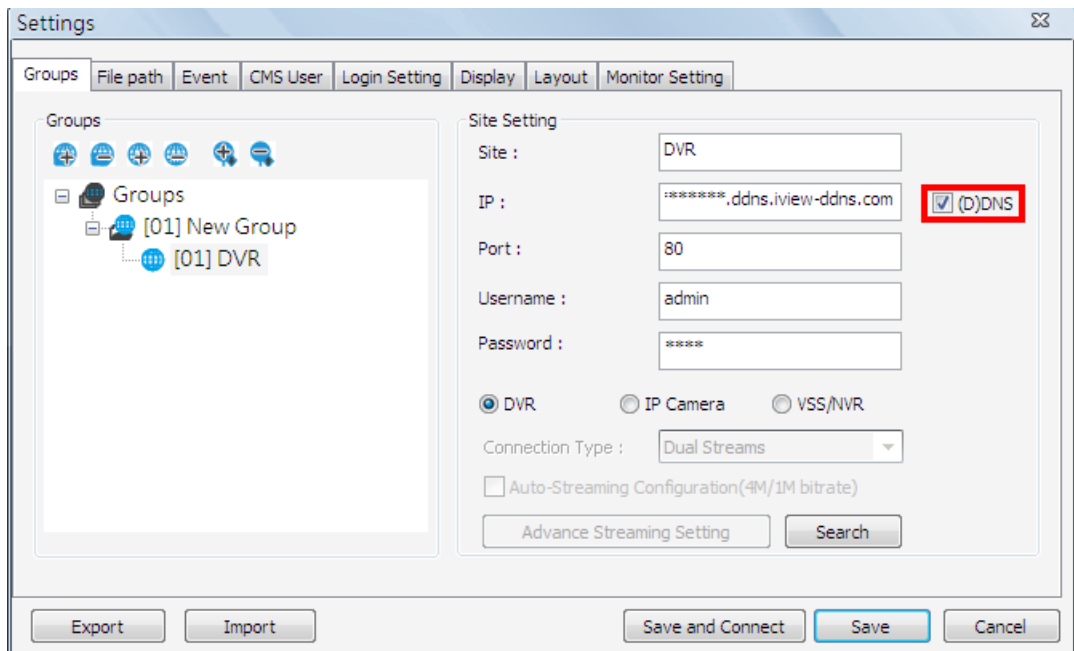 Settings
Groups File path Event CMS User Login Setting Display Layout Monitor Setting
Groups
Groups
[01] New Group
[01] DVR
Site Setting
Site : DVR
IP : :******.ddns.iview-ddns.com (D)DNS
Port : 80
Username : admin
Password : ****
DVR IP Camera VSS/NVR
Connection Type : Dual Streams
Auto-Streaming Configuration(4M/1M bitrate)
Advance Streaming Setting Search
Export Import Save and Connect Save Cancel